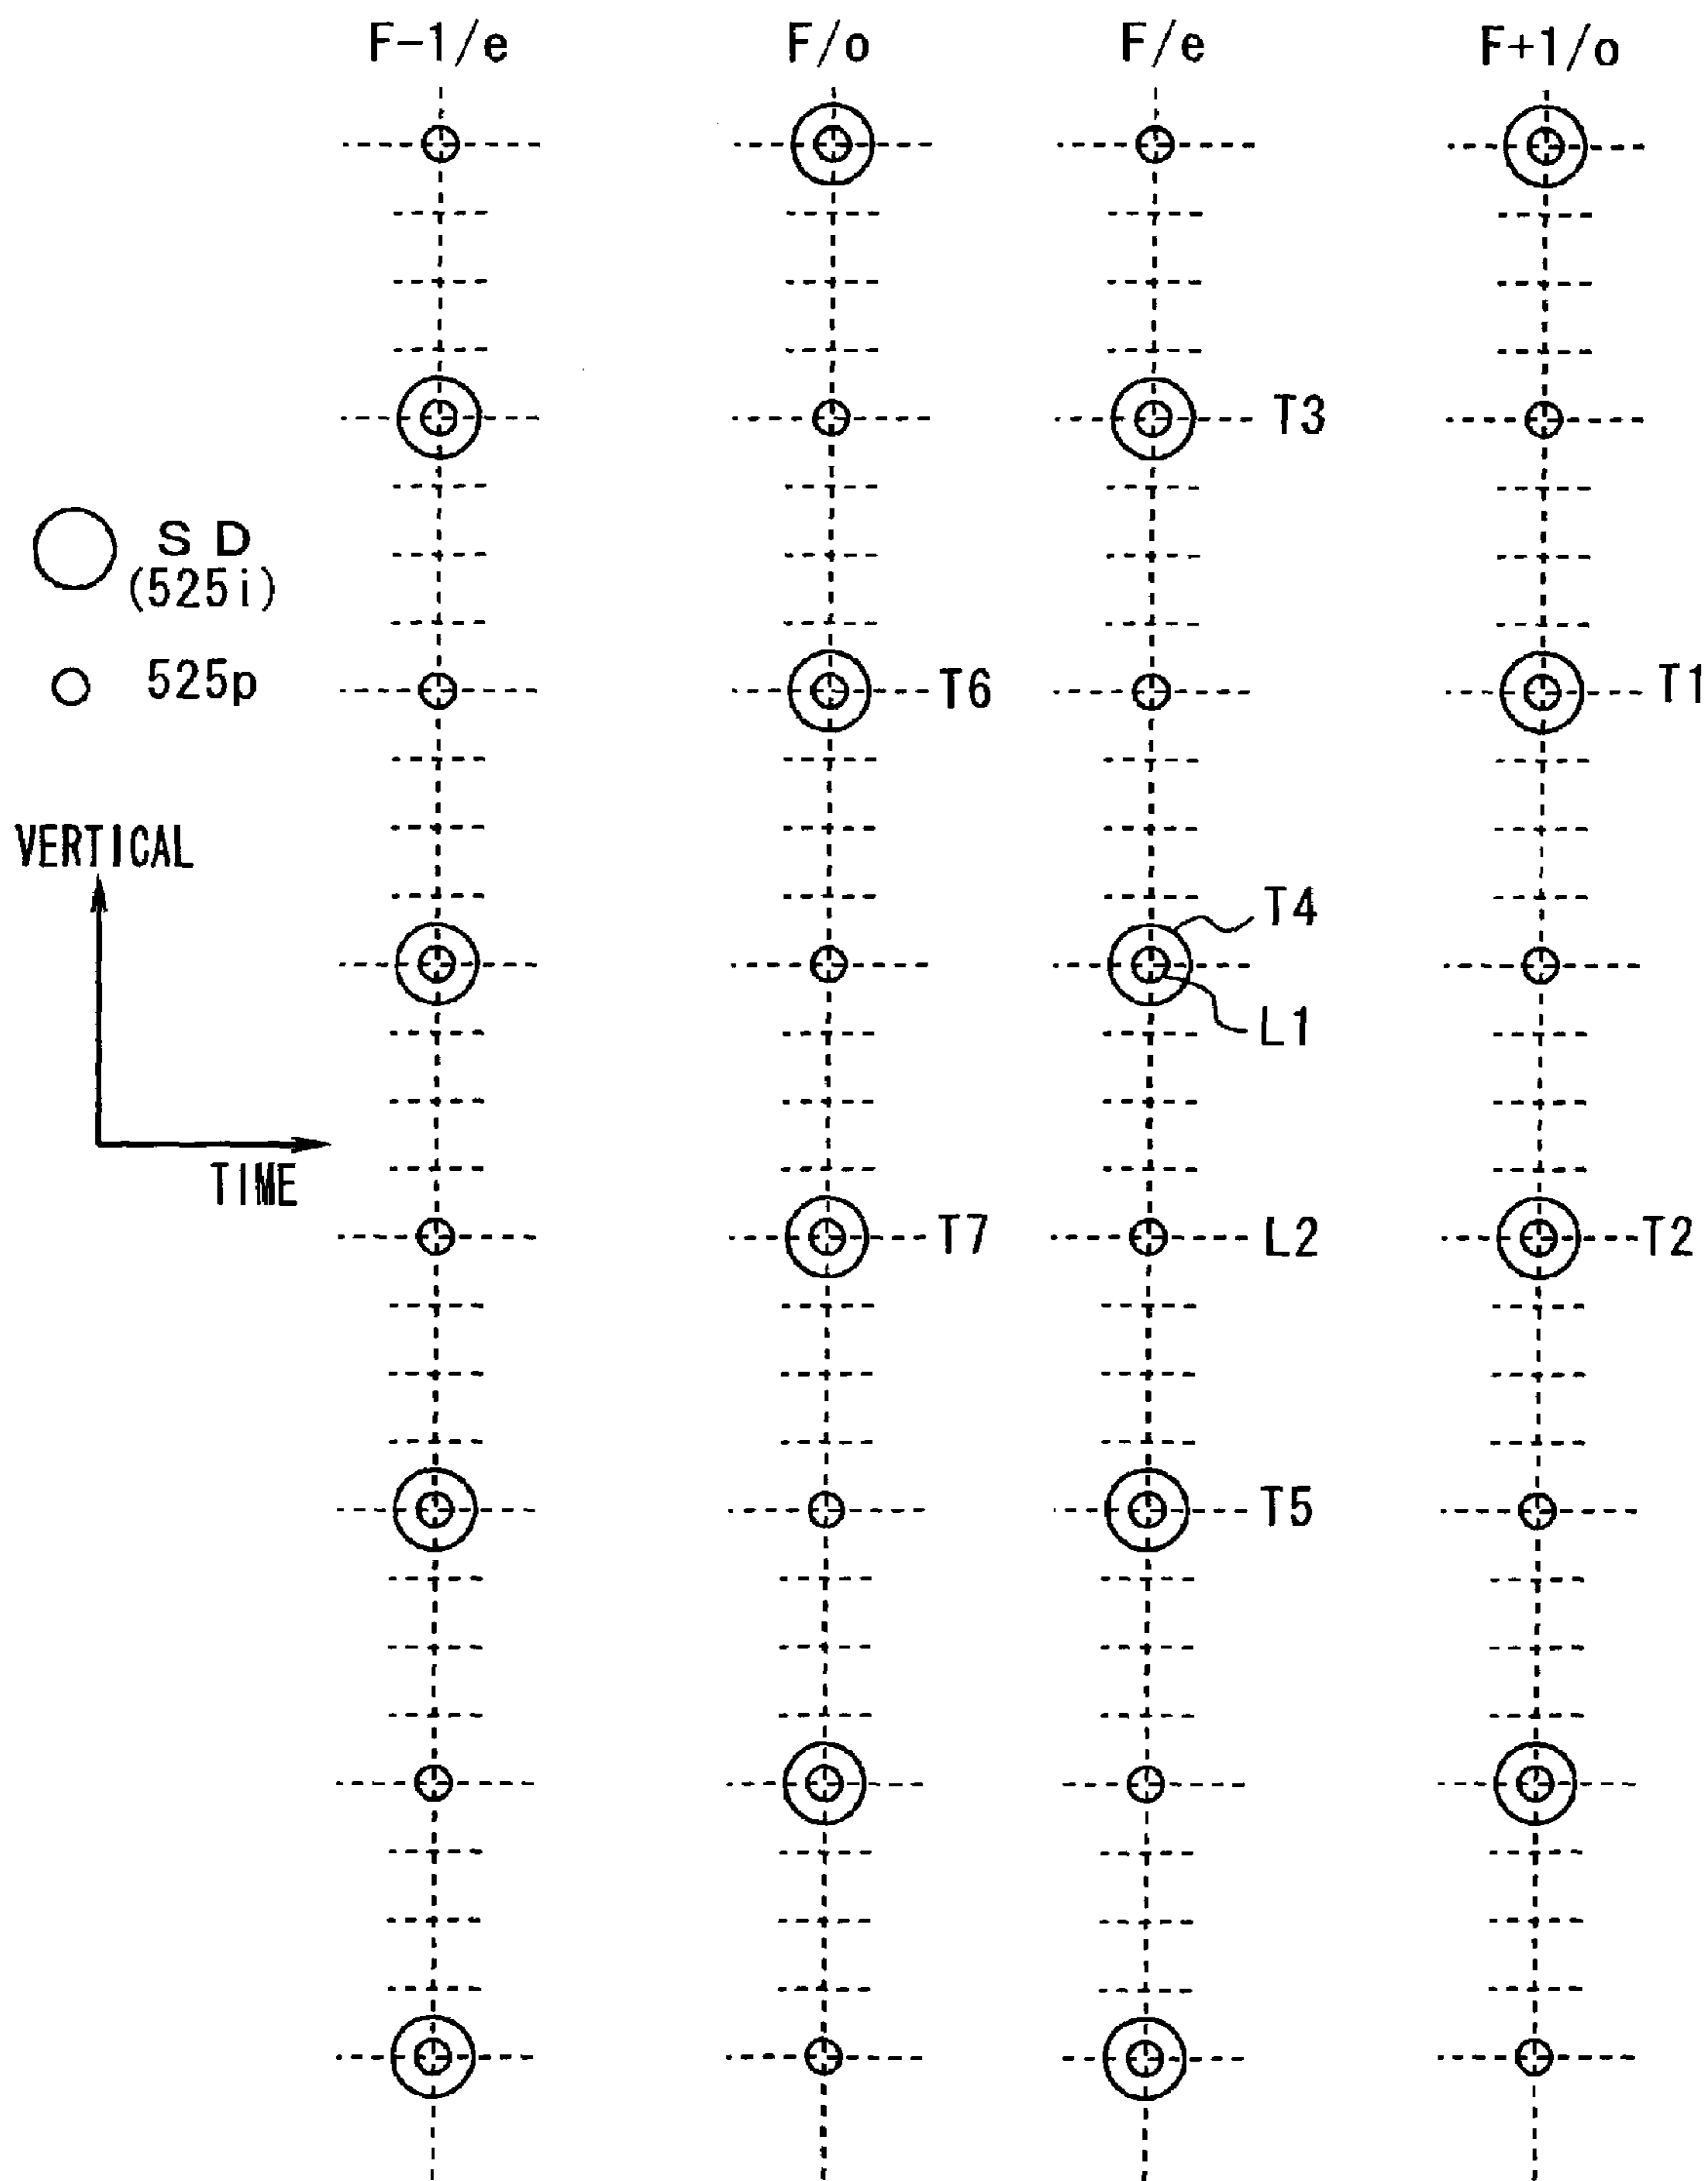 F-1/e F/o F/e F+1/o
T3
SD
(525i)
525p
T6
T1
VERTICAL
T4
L1
TIME
T7
L2
T2
T5